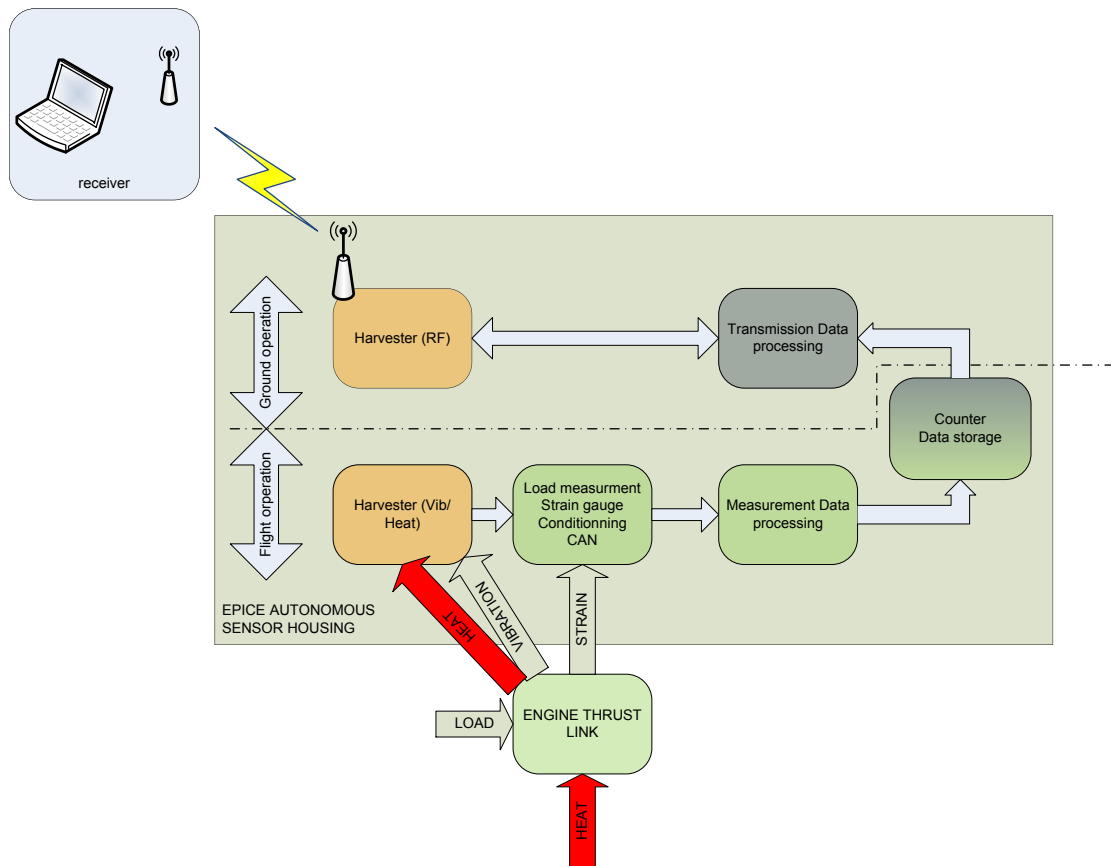 receiver
Ground operation
Harvester (RF)
Transmission Data
processing
Counter
Data storage
Flight operation
Harvester (Vib/
Heat)
Load measurment
Strain gauge
Conditionning
CAN
Measurement Data
processing
EPICE AUTONOMOUS
SENSOR HOUSING
HEAT
VIBRATION
STRAIN
LOAD
ENGINE THRUST
LINK
HEAT